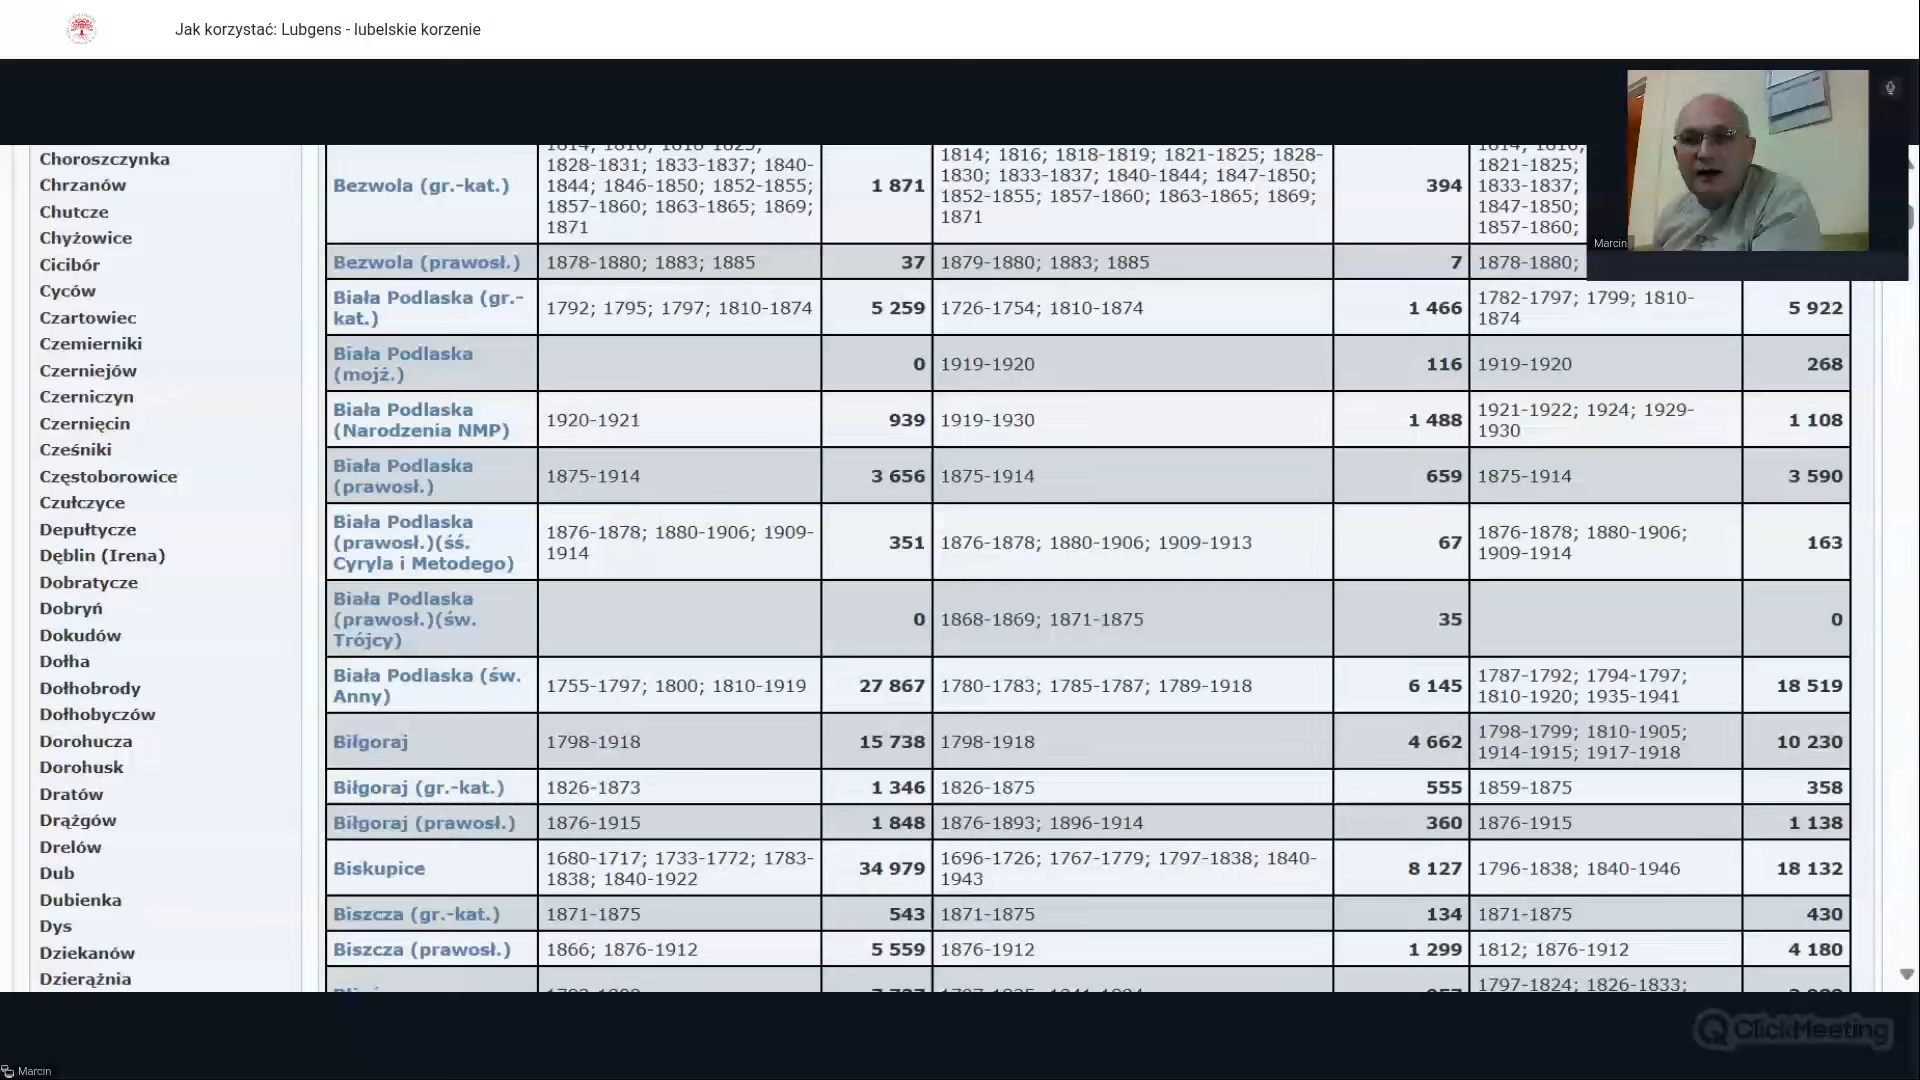 Jak korzystać: Lubgens - lubelskie korzenie
Marcin
Choroszczynka
Chrzanów
Chutcze
Chyżowice
Cicibór
Cyców
Czartowiec
Czemierniki
Czerniejów
Czerniczyn
Czernięcin
Cześniki
Częstoborowice
Czułczyce
Depułtycze
Dęblin (Irena)
Dobratycze
Dobryń
Dokudów
Dołha
Dołhobrody
Dołhobyczów
Dorohucza
Dorohusk
Dratów
Drążgów
Drelów
Dub
Dubienka
Dys
Dziekanów
Dzierążnia
Bezwola (gr.-kat.)
1814; 1816; 1818-1825;
1828-1831; 1833-1837; 1840-
1844; 1846-1850; 1852-1855;
1857-1860; 1863-1865; 1869;
1871
1 871
1814; 1816; 1818-1819; 1821-1825; 1828-
1830; 1833-1837; 1840-1844; 1847-1850;
1852-1855; 1857-1860; 1863-1865; 1869;
1871
394
1814; 1816;
1821-1825;
1833-1837;
1847-1850;
1857-1860;
Bezwola (prawosł.)
1878-1880; 1883; 1885
37
1879-1880; 1883; 1885
7
1878-1880;
Biała Podlaska (gr.-
kat.)
1792; 1795; 1797; 1810-1874
5 259
1726-1754; 1810-1874
1 466
1782-1797; 1799; 1810-
1874
5 922
Biała Podlaska
(mojż.)
0
1919-1920
116
1919-1920
268
Biała Podlaska
(Narodzenia NMP)
1920-1921
939
1919-1930
1 488
1921-1922; 1924; 1929-
1930
1 108
Biała Podlaska
(prawosł.)
1875-1914
3 656
1875-1914
659
1875-1914
3 590
Biała Podlaska
(prawosł.)(śś.
Cyryla i Metodego)
1876-1878; 1880-1906; 1909-
1914
351
1876-1878; 1880-1906; 1909-1913
67
1876-1878; 1880-1906;
1909-1914
163
Biała Podlaska
(prawosł.)(św.
Trójcy)
0
1868-1869; 1871-1875
35
0
Biała Podlaska (św.
Anny)
1755-1797; 1800; 1810-1919
27 867
1780-1783; 1785-1787; 1789-1918
6 145
1787-1792; 1794-1797;
1810-1920; 1935-1941
18 519
Biłgoraj
1798-1918
15 738
1798-1918
4 662
1798-1799; 1810-1905;
1914-1915; 1917-1918
10 230
Biłgoraj (gr.-kat.)
1826-1873
1 346
1826-1875
555
1859-1875
358
Biłgoraj (prawosł.)
1876-1915
1 848
1876-1893; 1896-1914
360
1876-1915
1 138
Biskupice
1680-1717; 1733-1772; 1783-
1838; 1840-1922
34 979
1696-1726; 1767-1779; 1797-1838; 1840-
1943
8 127
1796-1838; 1840-1946
18 132
Biszcza (gr.-kat.)
1871-1875
543
1871-1875
134
1871-1875
430
Biszcza (prawosł.)
1866; 1876-1912
5 559
1876-1912
1 299
1812; 1876-1912
4 180
1797-1824; 1826-1833;
ClickMeeting
Marcin